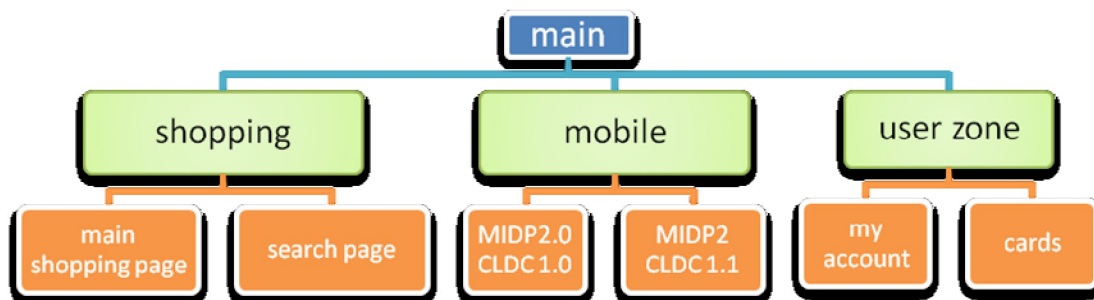 main
shopping
mobile
user zone
main
shopping page
search page
MIDP2.0
CLDC 1.0
MIDP2
CLDC 1.1
my
account
cards